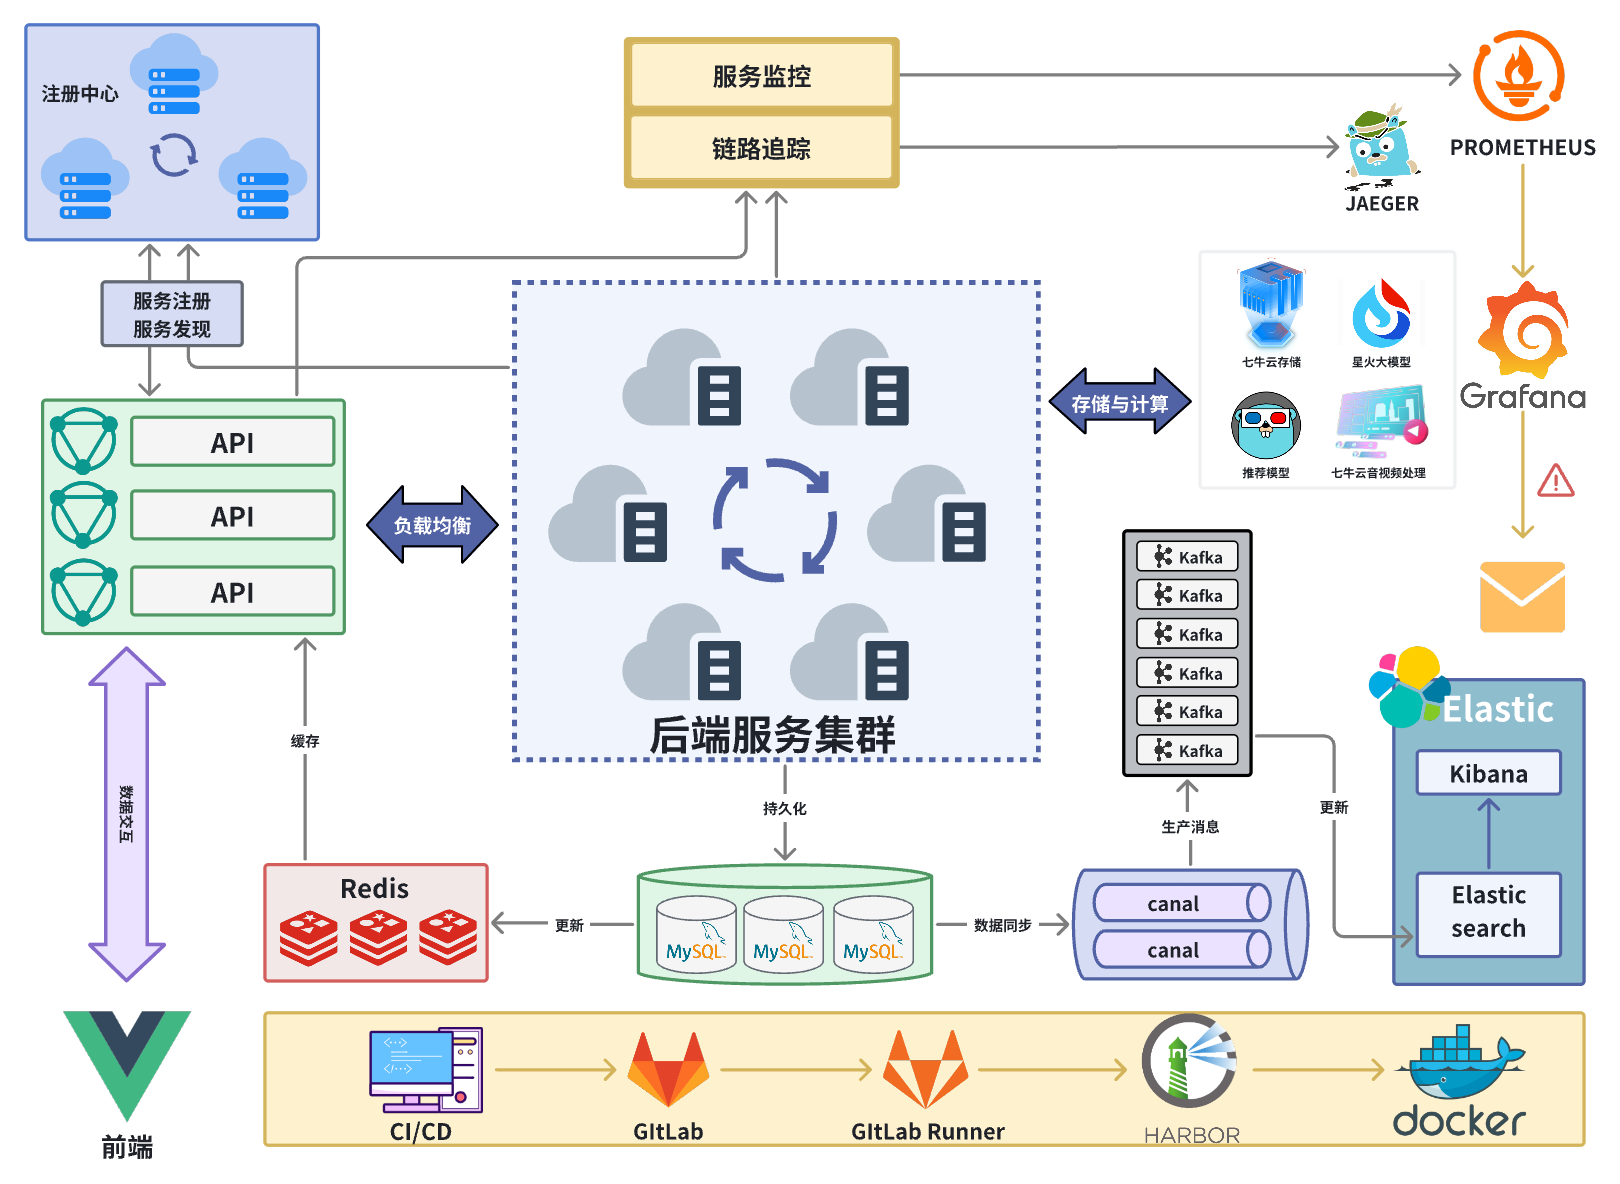 注册中心
服务监控
链路追踪
PROMETHEUS
JAEGER
服务注册
服务发现
七牛云存储
星火大模型
推荐模型
七牛云音视频处理
Grafana
存储与计算
API
API
API
负载均衡
后端服务集群
Kafka
Kafka
Kafka
Kafka
Kafka
Kafka
Elastic
Kibana
Elastic
search
缓存
持久化
生产消息
更新
数据交互
Redis
更新
MySQL
MySQL
MySQL
数据同步
canal
canal
前端
CI/CD
GItLab
GItLab Runner
HARBOR
docker